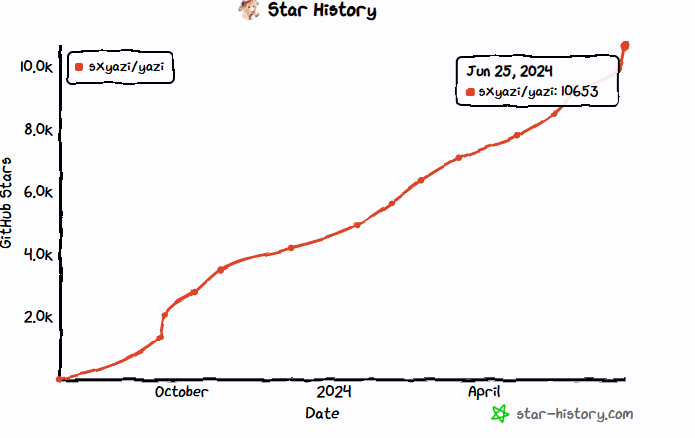 Star History
sxyazi/yazi
Jun 25, 2024
sxyazi/yazi: 10653
10.0k
8.0k
6.0k
4.0k
2.0k
GitHub Stars
October
2024
April
Date
star-history.com